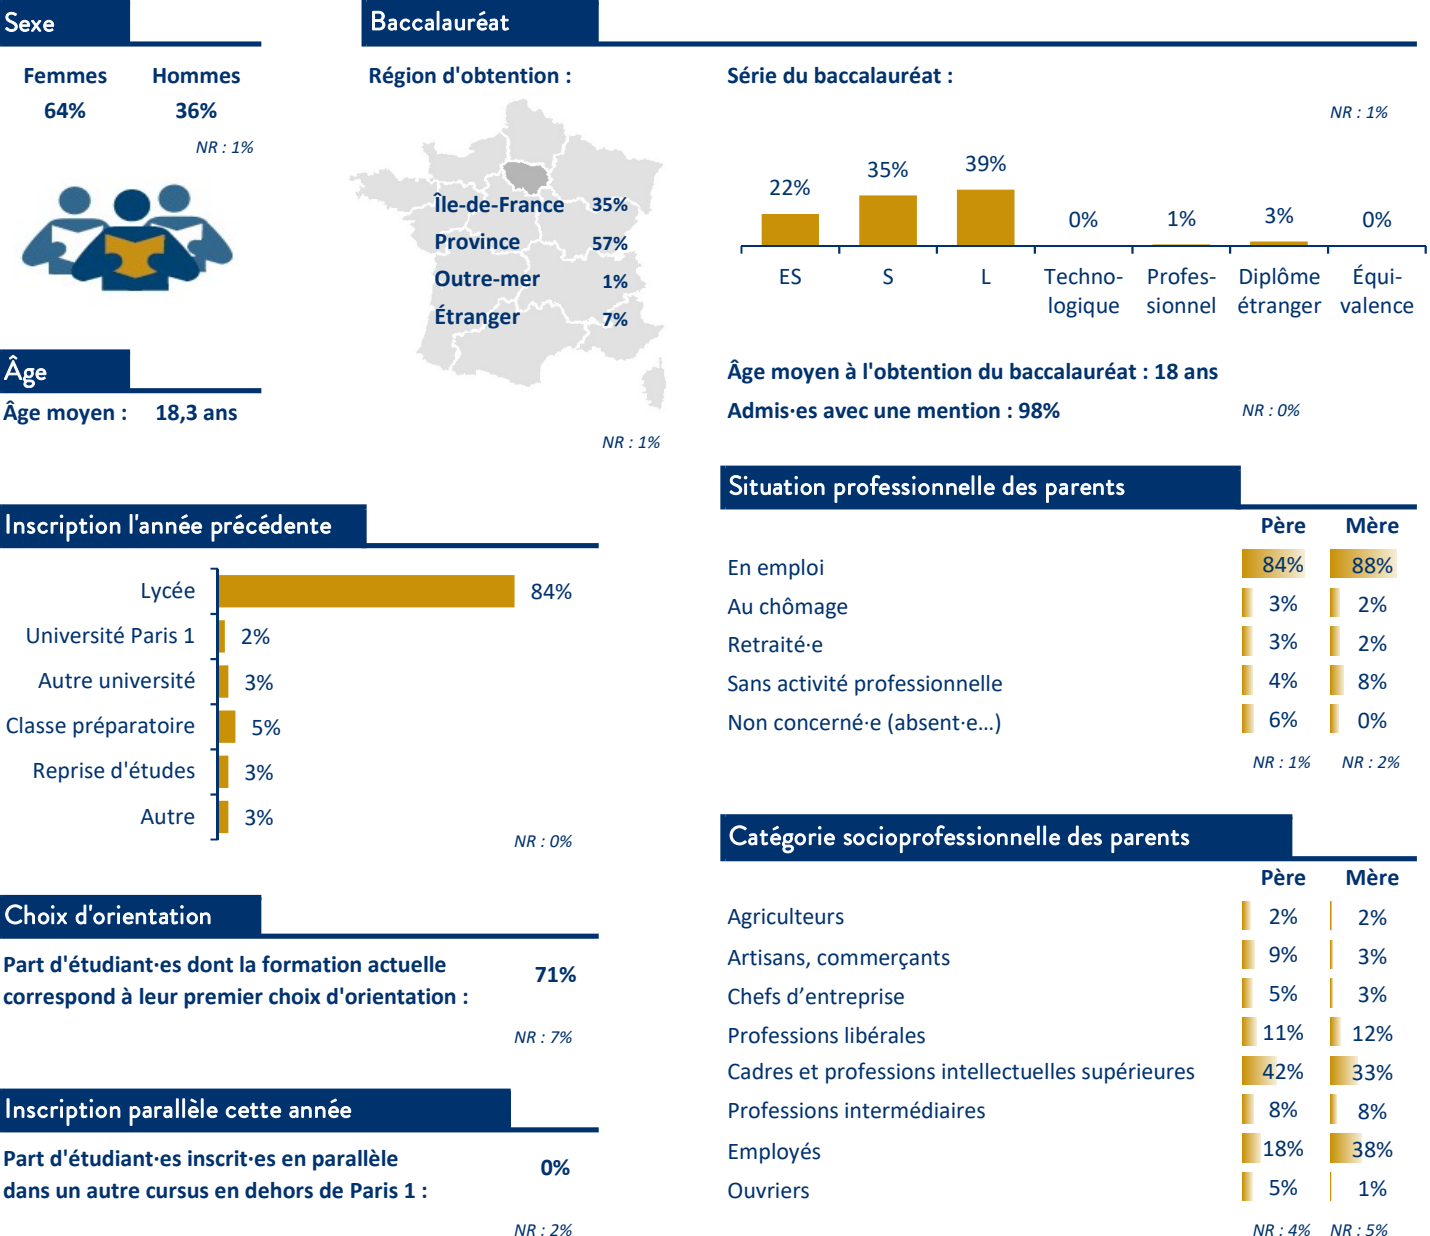 Sexe
Femmes Hommes
64% 36%
NR : 1%
Âge
Âge moyen : 18,3 ans
Baccalauréat
Région d'obtention :
Île-de-France 35%
Province 57%
Outre-mer 1%
Étranger 7%
NR : 1%
Série du baccalauréat :
NR : 1%
22% 35% 39% 0% 1% 3% 0%
ES S L Techno- Profes- Diplôme Équi-
logique sionnel étranger valence
Âge moyen à l'obtention du baccalauréat : 18 ans
Admis·es avec une mention : 98% NR : 0%
Inscription l'année précédente
Lycée 84%
Université Paris 1 2%
Autre université 3%
Classe préparatoire 5%
Reprise d'études 3%
Autre 3%
NR : 0%
Choix d'orientation
Part d'étudiant·es dont la formation actuelle
correspond à leur premier choix d'orientation : 71%
NR : 7%
Inscription parallèle cette année
Part d'étudiant·es inscrit·es en parallèle
dans un autre cursus en dehors de Paris 1 : 0%
NR : 2%
Situation professionnelle des parents
Père Mère
En emploi 84% 88%
Au chômage 3% 2%
Retraité·e 3% 2%
Sans activité professionnelle 4% 8%
Non concerné·e (absent·e…) 6% 0%
NR : 1% NR : 2%
Catégorie socioprofessionnelle des parents
Père Mère
Agriculteurs 2% 2%
Artisans, commerçants 9% 3%
Chefs d’entreprise 5% 3%
Professions libérales 11% 12%
Cadres et professions intellectuelles supérieures 42% 33%
Professions intermédiaires 8% 8%
Employés 18% 38%
Ouvriers 5% 1%
NR : 4% NR : 5%